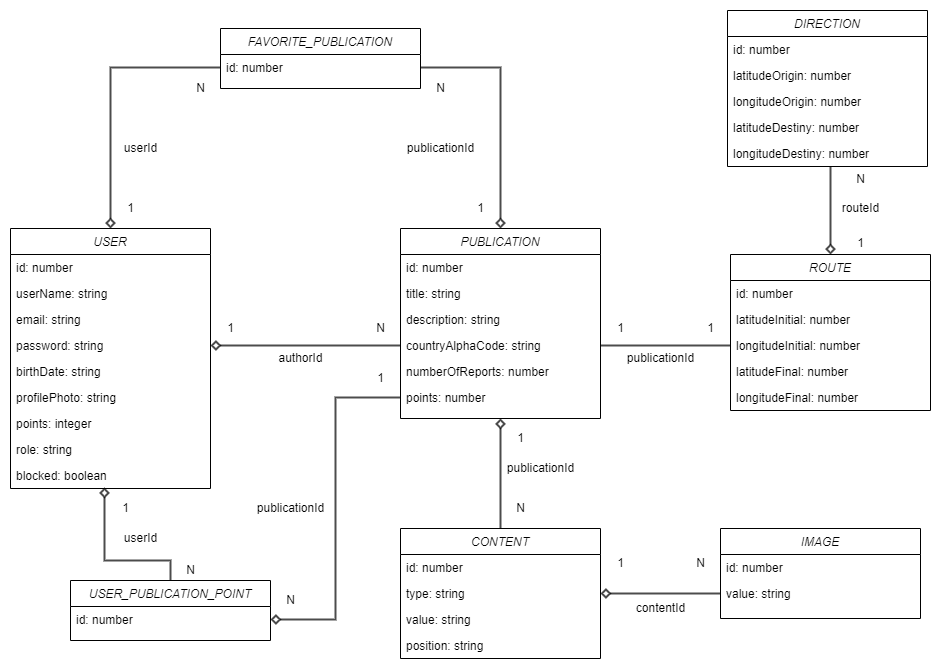 FAVORITE_PUBLICATION
id: number
N
N
userId
publicationId
1
1
DIRECTION
id: number
latitudeOrigin: number
longitudeOrigin: number
latitudeDestiny: number
longitudeDestiny: number
N
routeId
1
USER
id: number
userName: string
email: string
password: string
birthDate: string
profilePhoto: string
points: integer
role: string
blocked: boolean
1
N
authorId
PUBLICATION
id: number
title: string
description: string
countryAlphaCode: string
numberOfReports: number
points: number
1
1
publicationId
ROUTE
id: number
latitudeInitial: number
longitudeInitial: number
latitudeFinal: number
longitudeFinal: number
1
publicationId
1
userId
N
N
USER_PUBLICATION_POINT
id: number
1
publicationId
N
CONTENT
id: number
type: string
value: string
position: string
1
N
contentId
IMAGE
id: number
value: string